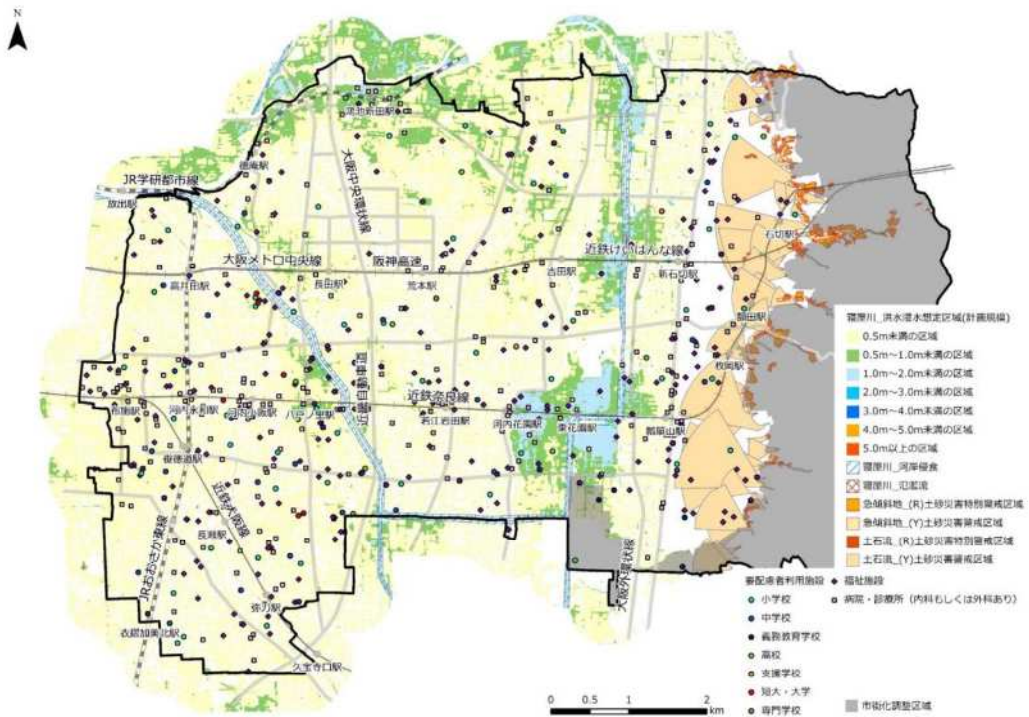 N
鴻池新田駅
徳庵駅
JR学研都市線
放出駅
大阪中央環状線
石切駅
大阪メトロ中央線
阪神高速
近鉄けいはんな線
高井田駅
長田駅
荒本駅
吉田駅
新石切駅
額田駅
枚岡駅
近畿自動車道
近鉄奈良線
布施駅
河内永和駅
河内小阪駅
八戸ノ里駅
若江岩田駅
河内花園駅
東花園駅
瓢箪山駅
俊徳道駅
近鉄大阪線
長瀬駅
JRおおさか東線
弥刀駅
衣摺加美北駅
久宝寺口駅
大阪外環状線
寝屋川_洪水浸水想定区域(計画規模)
0.5m未満の区域
0.5m～1.0m未満の区域
1.0m～2.0m未満の区域
2.0m～3.0m未満の区域
3.0m～4.0m未満の区域
4.0m～5.0m未満の区域
5.0m以上の区域
寝屋川_河岸侵食
寝屋川_氾濫流
急傾斜地_(R)土砂災害特別警戒区域
急傾斜地_(Y)土砂災害警戒区域
土石流_(R)土砂災害特別警戒区域
土石流_(Y)土砂災害警戒区域
要配慮者利用施設
小学校
中学校
義務教育学校
高校
支援学校
短大・大学
専門学校
福祉施設
病院・診療所（内科もしくは外科あり）
市街化調整区域
0 0.5 1 2
km